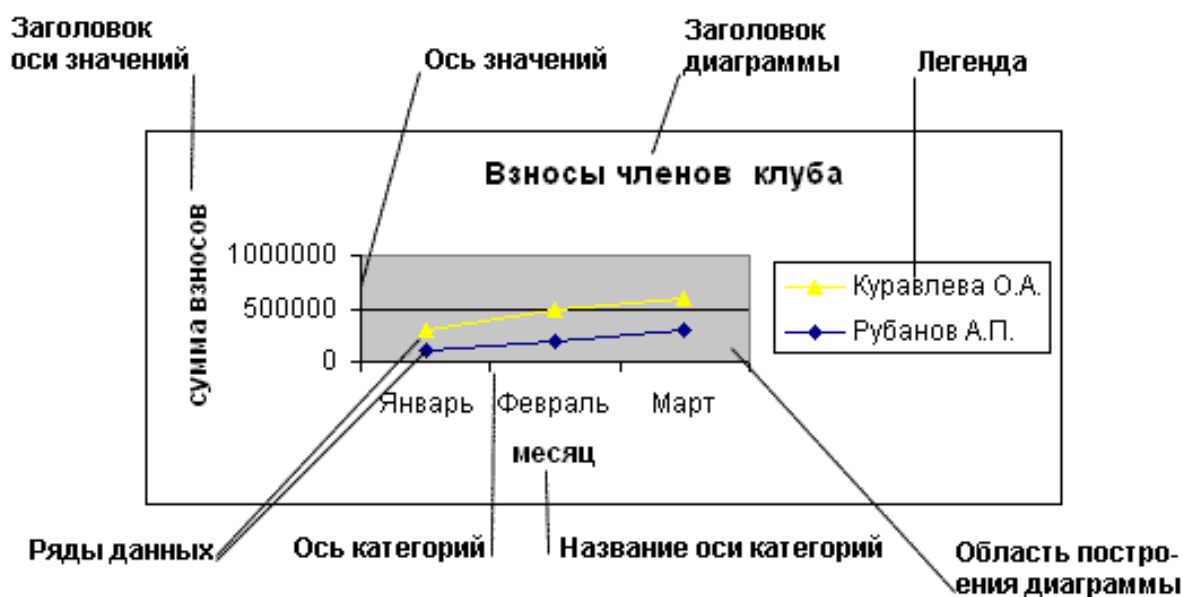 Заголовок
оси значений
Ось значений
Заголовок
диаграммы
Легенда
Взносы членов клуба
сумма взносов
1000000
500000
0
Январь
Февраль
Март
месяц
Куравлева О.А.
Рубанов А.П.
Ряды данных
Ось категорий
Название оси категорий
Область постро-
ения диаграммы